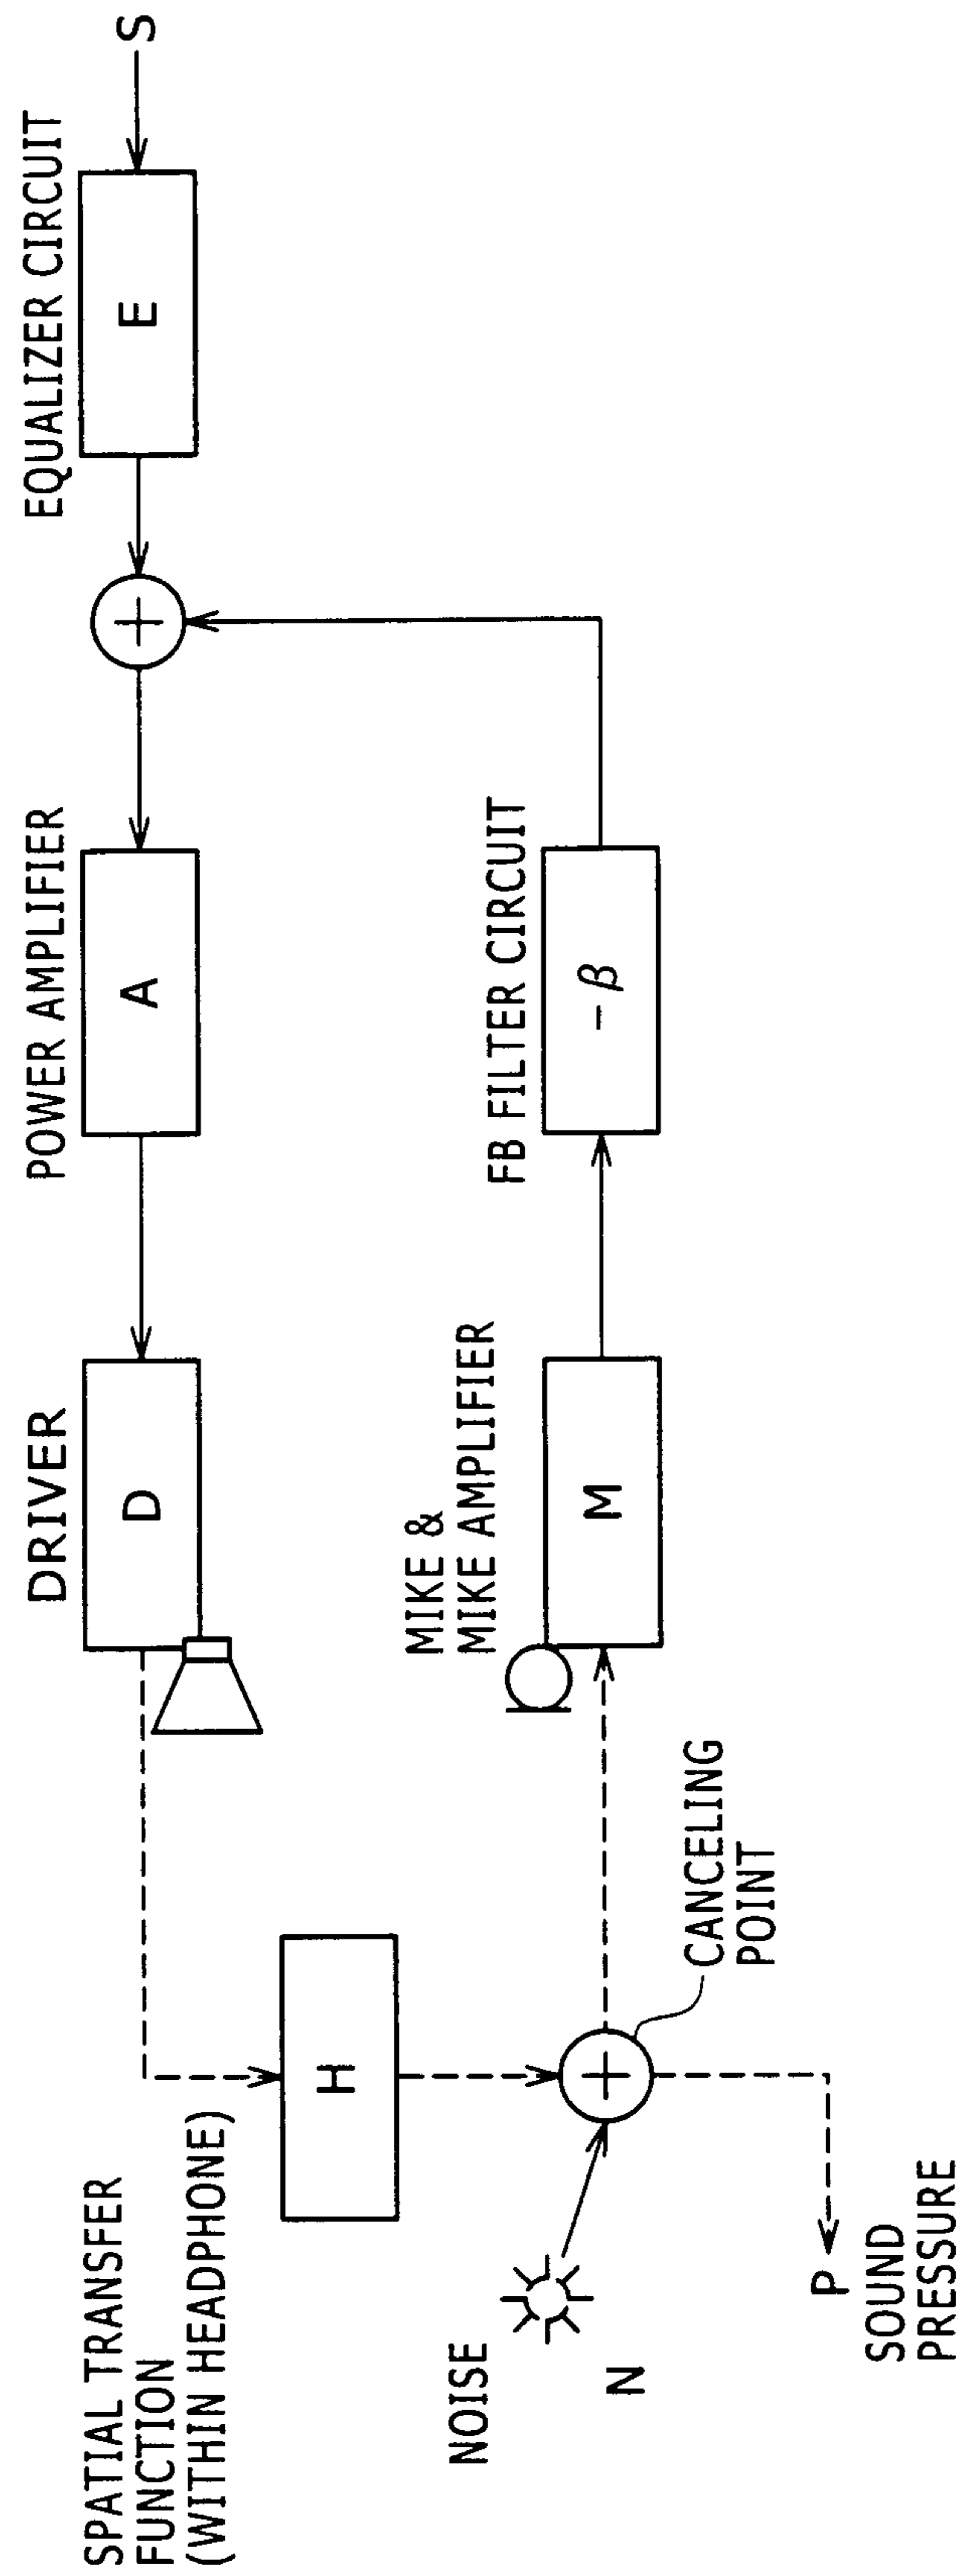 SPATIAL TRANSFER
FUNCTION
(WITHIN HEADPHONE)
DRIVER
POWER AMPLIFIER
EQUALIZER CIRCUIT
D
A
+
E
S
H
MIKE &
MIKE AMPLIFIER
FB FILTER CIRCUIT
NOISE
N
+
M
-β
CANCELING
POINT
P
SOUND
PRESSURE